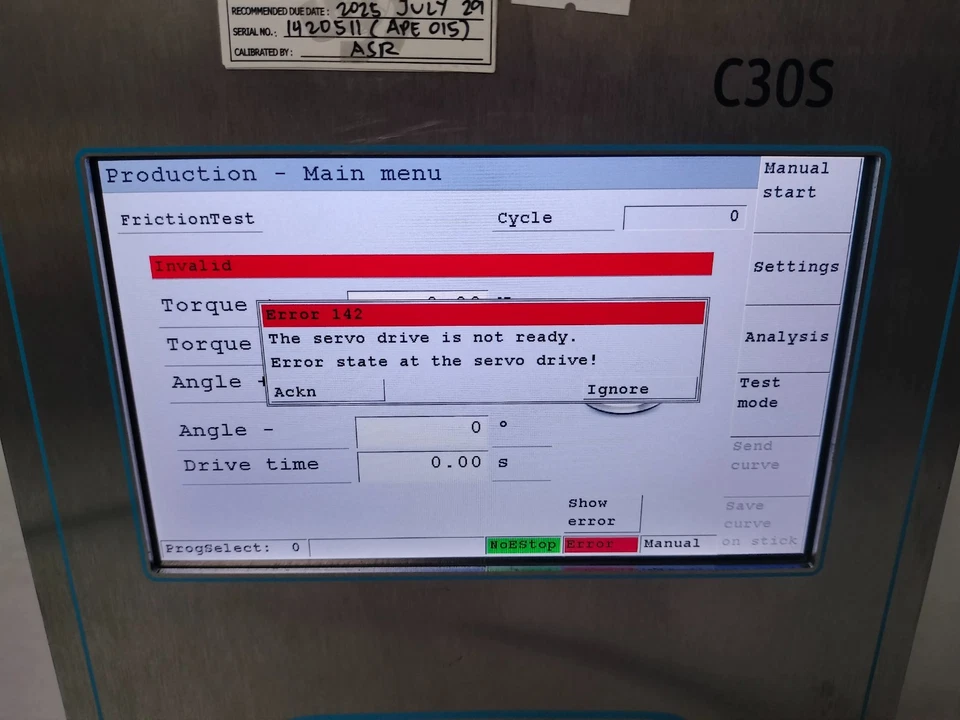 RECOMMENDED DUE DATE: 2025 JULY 29
SERIAL NO.: 1420511 (APE 015)
CALIBRATED BY: ASR
C30S
Production - Main menu
Manual start
FrictionTest
Cycle
0
Invalid
Settings
Torque
Error 142
The servo drive is not ready.
Error state at the servo drive!
Ackn
Ignore
Torque
Analysis
Angle +
Test mode
Angle -
0 °
Send curve
Drive time
0.00 s
Show error
Save curve on stick
ProgSelect: 0
NoEStop
Error
Manual